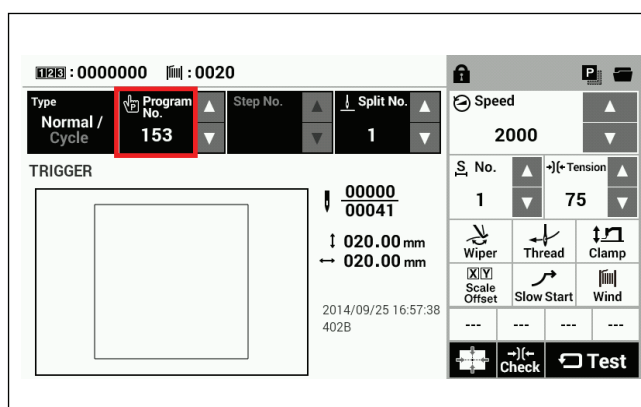 123 : 0000000 : 0020
Type
Normal /
Cycle
P Program
No.
153
Step No.
Split No.
1
TRIGGER
00000
00041
020.00 mm
020.00 mm
2014/09/25 16:57:38
402B
P
Speed
2000
S No.
1
Tension
75
Wiper
Thread
Clamp
XY
Scale
Offset
Slow Start
Wind
--- --- --- ---
Check
Test